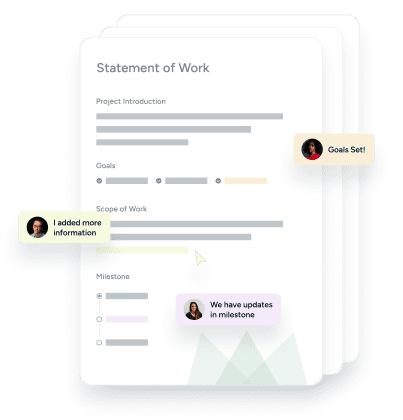 Statement of Work
Project Introduction
Goals Set!
Goals
Scope of Work
I added more
information
Milestone
We have updates
in milestone